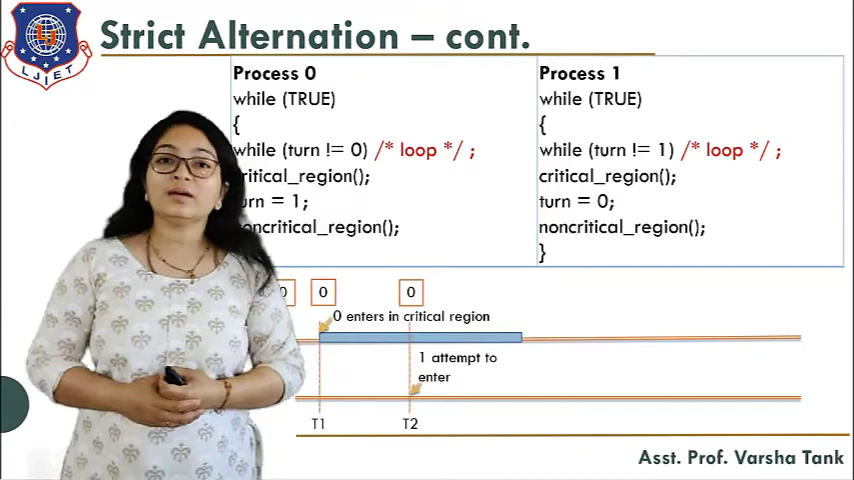 LJIET
Strict Alternation – cont.
Process 0
while (TRUE)
{
while (turn != 0) /* loop */ ;
critical_region();
turn = 1;
noncritical_region();
Process 1
while (TRUE)
{
while (turn != 1) /* loop */ ;
critical_region();
turn = 0;
noncritical_region();
}
0 0 0
0 enters in critical region
1 attempt to
enter
T1 T2
Asst. Prof. Varsha Tank